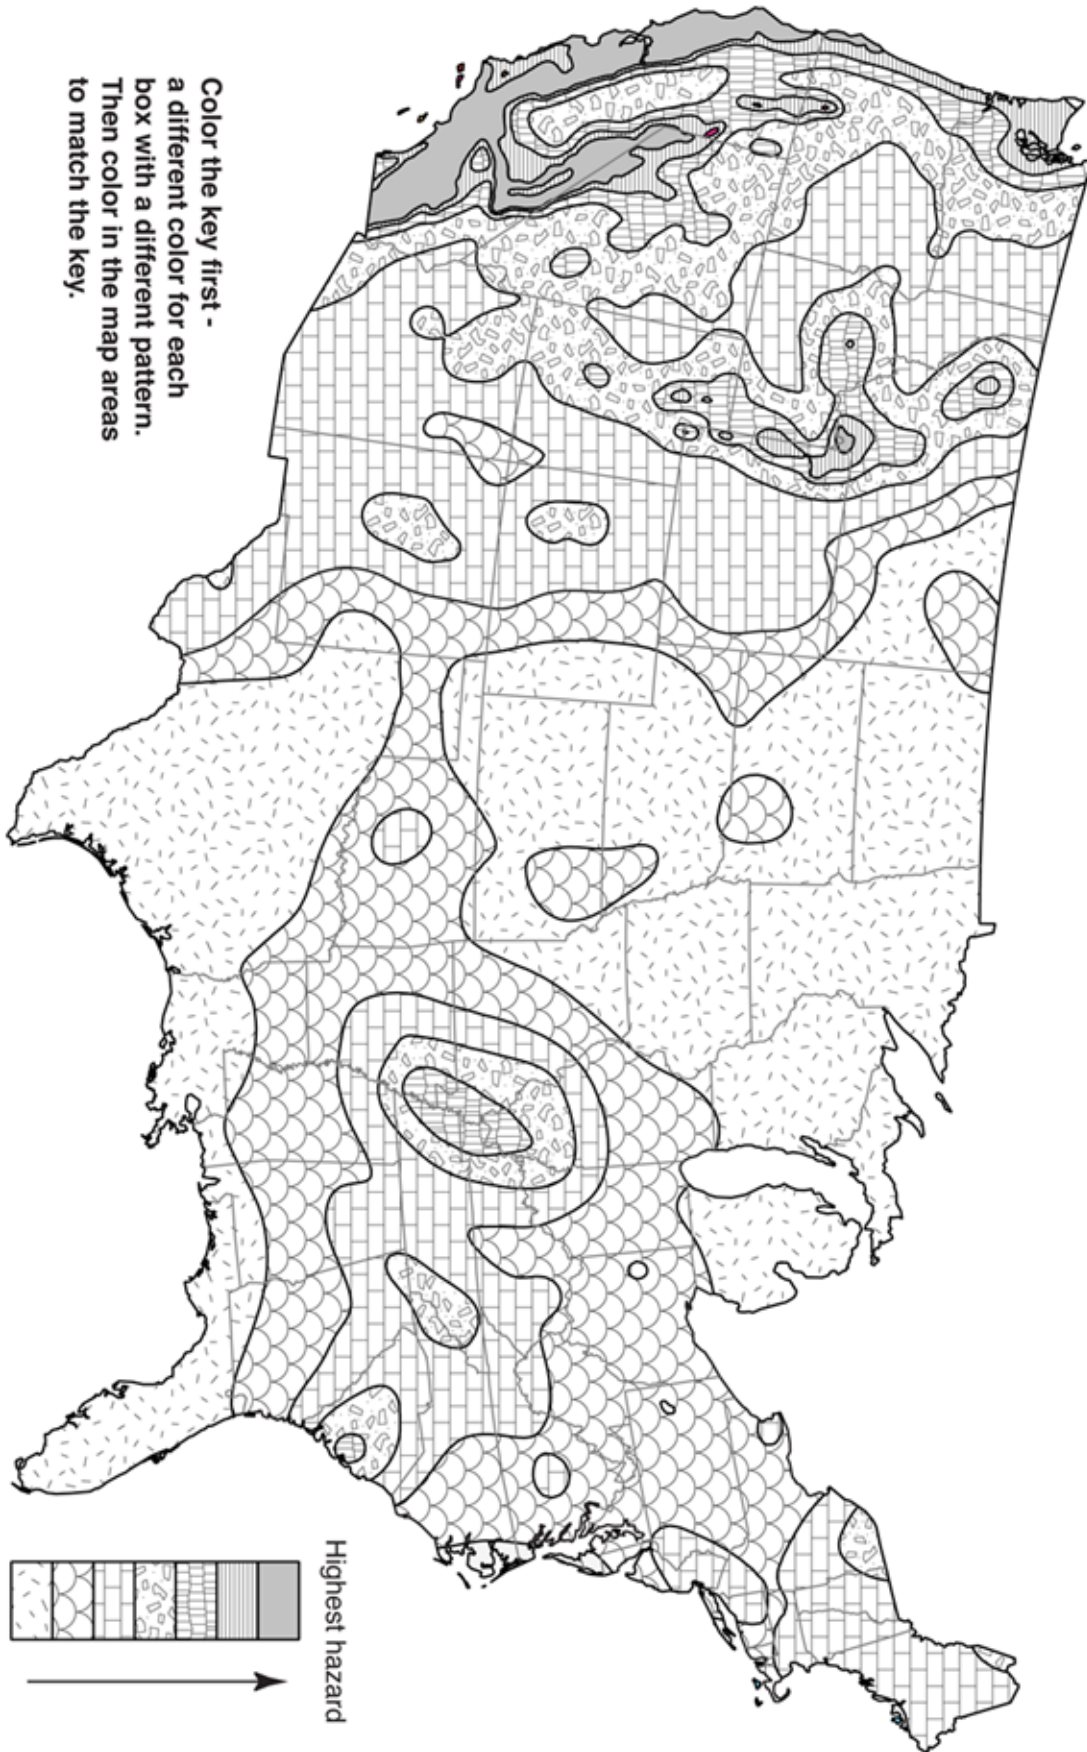 Color the key first -
a different color for each
box with a different pattern.
Then color in the map areas
to match the key.
Highest hazard